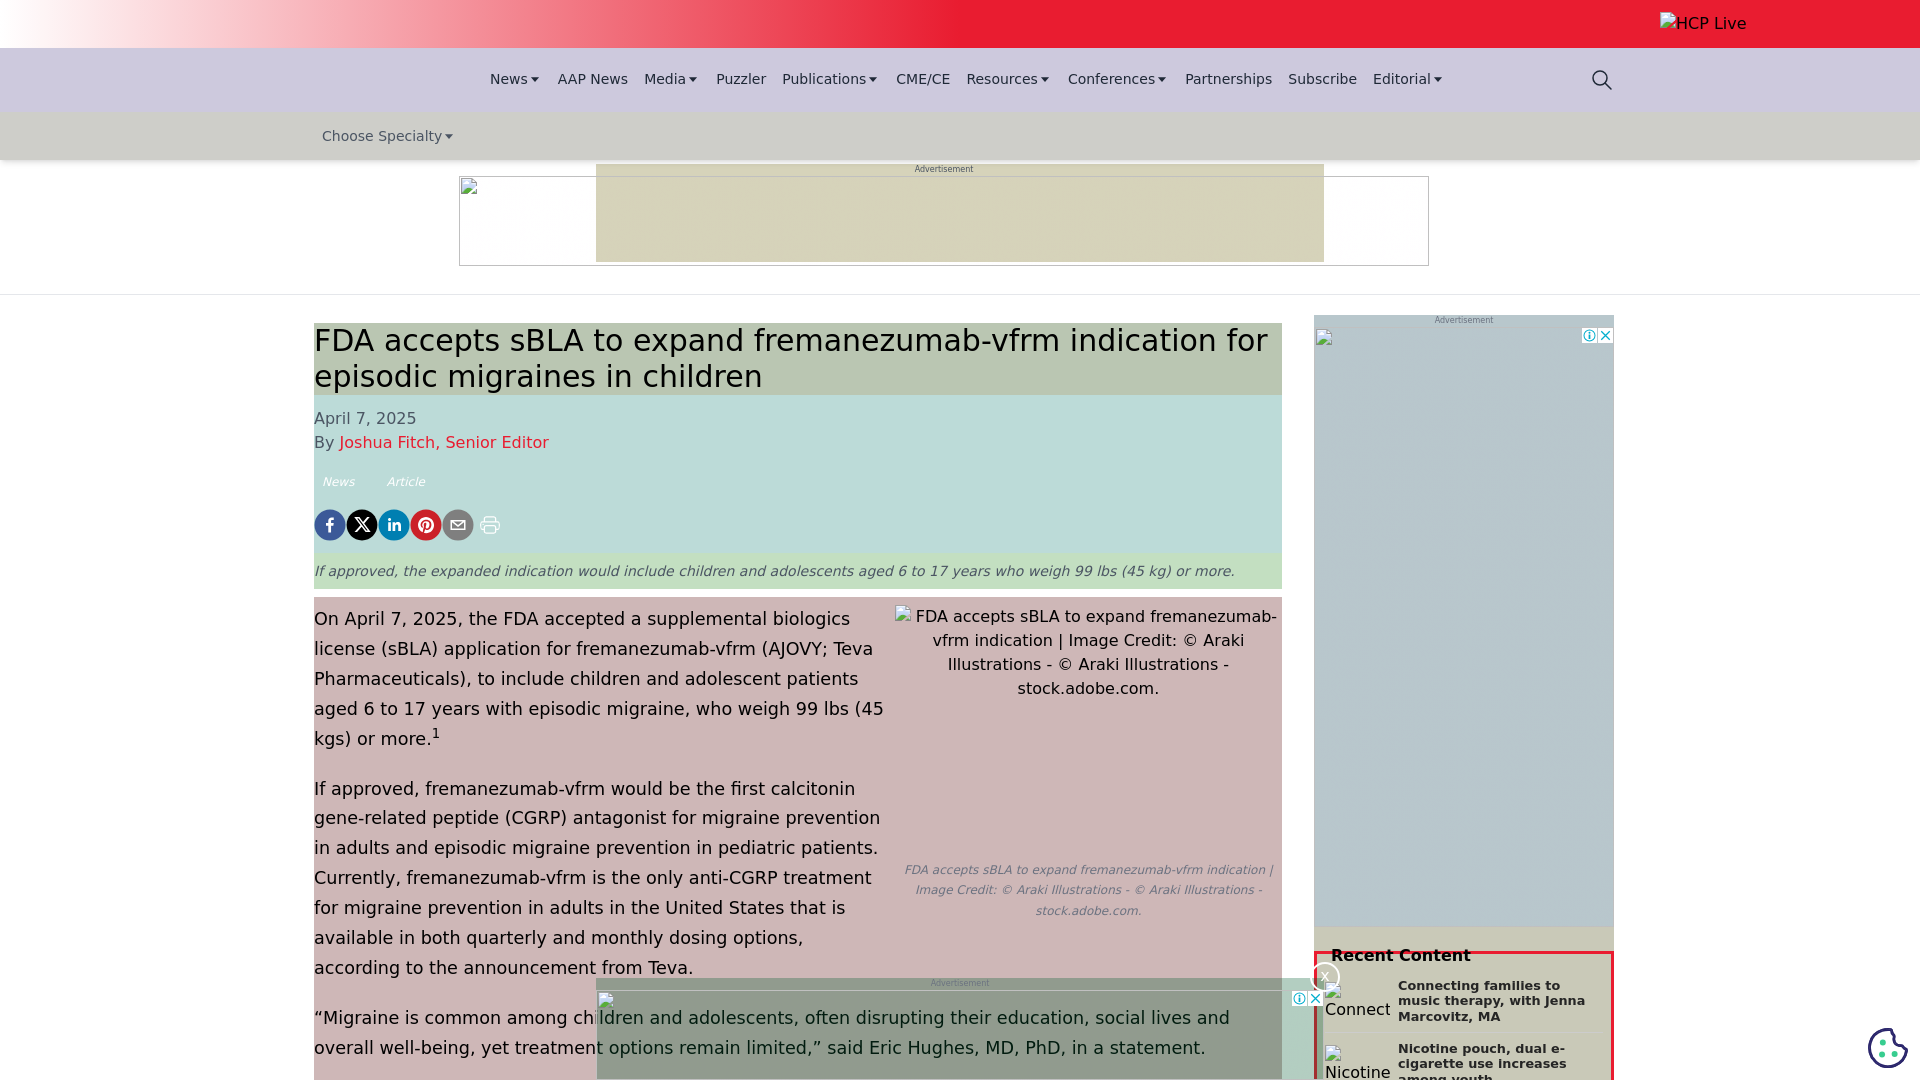 HCP Live
News AAP News Media Puzzler Publications CME/CE Resources Conferences Partnerships Subscribe Editorial
Choose Specialty
Advertisement
Advertisement
FDA accepts sBLA to expand fremanezumab-vfrm indication for
episodic migraines in children
April 7, 2025
By Joshua Fitch, Senior Editor
News Article
If approved, the expanded indication would include children and adolescents aged 6 to 17 years who weigh 99 lbs (45 kg) or more.
On April 7, 2025, the FDA accepted a supplemental biologics
license (sBLA) application for fremanezumab-vfrm (AJOVY; Teva
Pharmaceuticals), to include children and adolescent patients
aged 6 to 17 years with episodic migraine, who weigh 99 lbs (45
kgs) or more.1
FDA accepts sBLA to expand fremanezumab-
vfrm indication | Image Credit: © Araki
Illustrations - © Araki Illustrations -
stock.adobe.com.
FDA accepts sBLA to expand fremanezumab-vfrm indication |
Image Credit: © Araki Illustrations - © Araki Illustrations -
stock.adobe.com.
If approved, fremanezumab-vfrm would be the first calcitonin
gene-related peptide (CGRP) antagonist for migraine prevention
in adults and episodic migraine prevention in pediatric patients.
Currently, fremanezumab-vfrm is the only anti-CGRP treatment
for migraine prevention in adults in the United States that is
available in both quarterly and monthly dosing options,
according to the announcement from Teva.
Advertisement
X
“Migraine is common among children and adolescents, often disrupting their education, social lives and
overall well-being, yet treatment options remain limited,” said Eric Hughes, MD, PhD, in a statement.
Recent Content
Connect
Connecting families to
music therapy, with Jenna
Marcovitz, MA
Nicotine
Nicotine pouch, dual e-
cigarette use increases
among youth